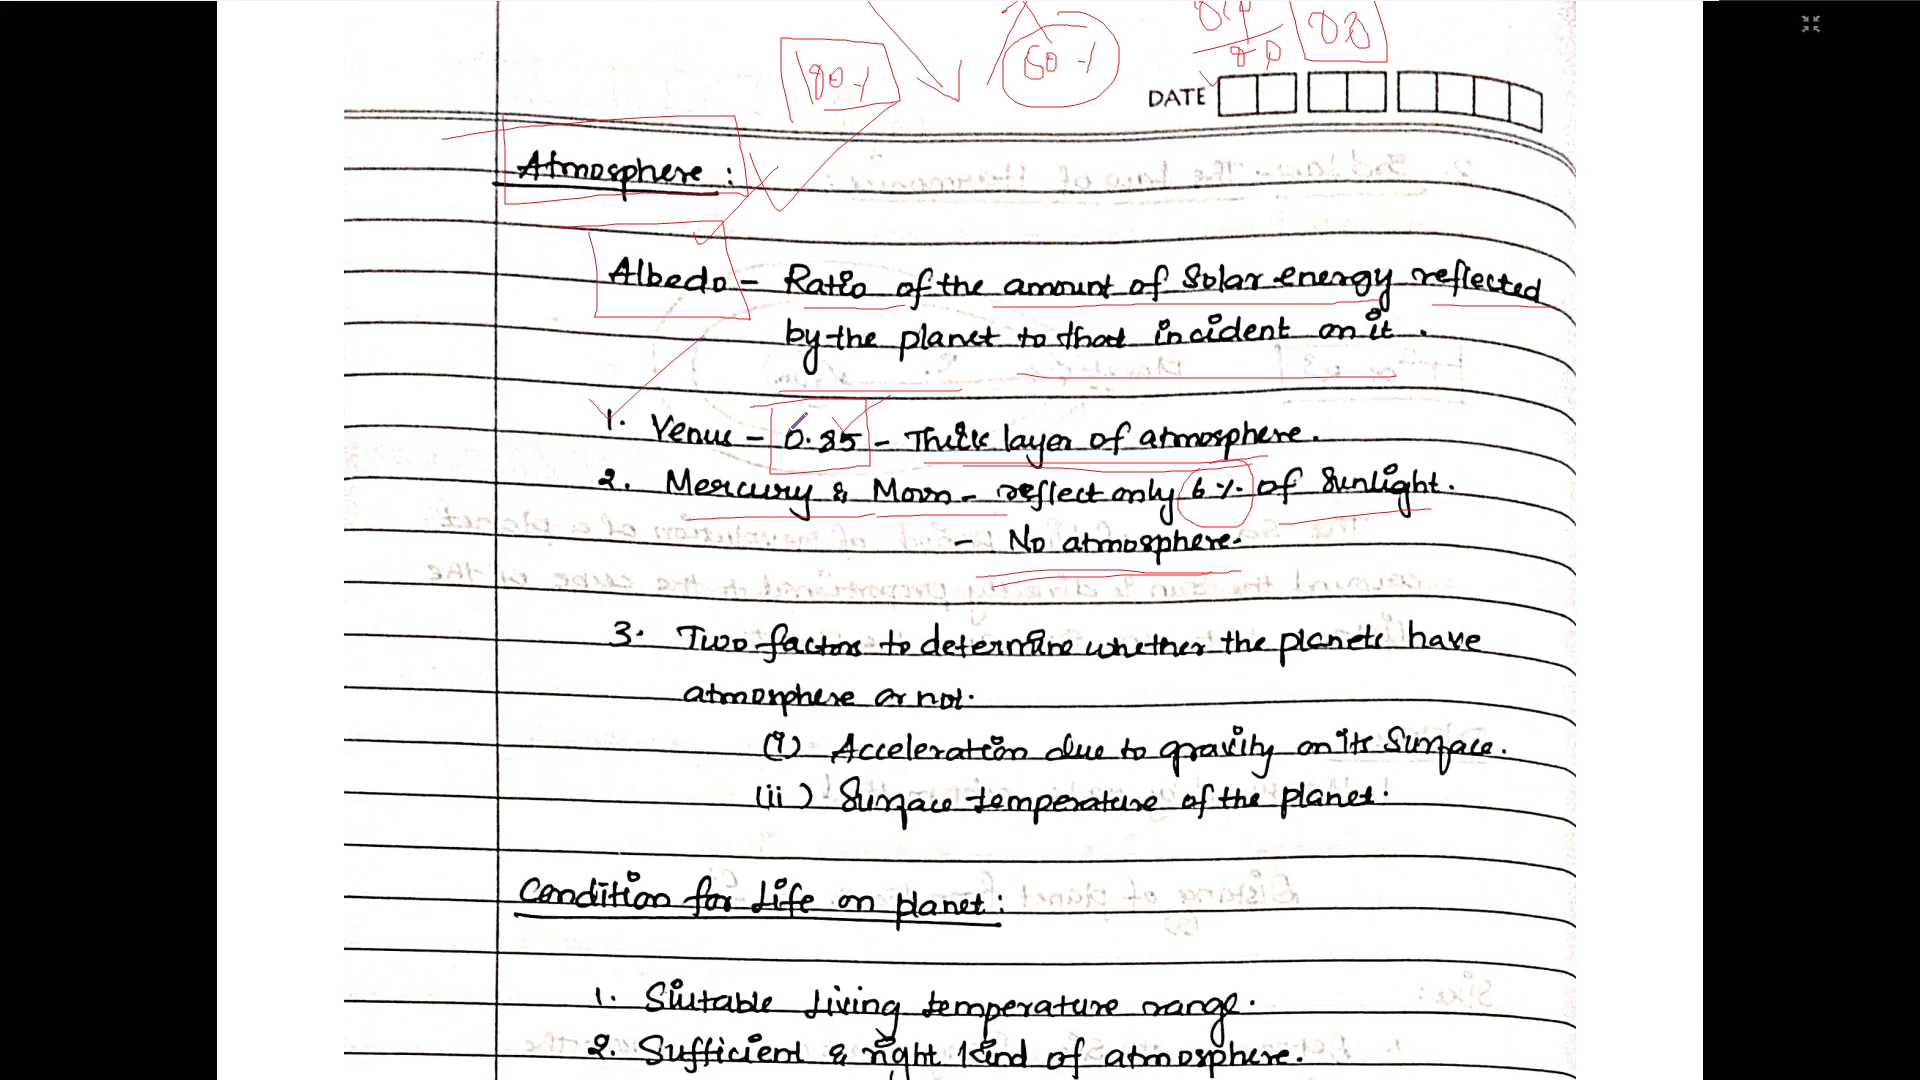 80-1
60-1
DATE
Atmosphere :
Albedo - Ratio of the amount of Solar energy reflected
by the planet to that incident on it .
1. Venus - 0.85 - Thick layer of atmosphere.
2. Mercury & Moon - reflect only 6 %. of Sunlight.
- No atmosphere.
3. Two factors to determine whether the planets have
atmosphere or not.
(i) Acceleration due to gravity on its Surface.
(ii) Surface temperature of the planet.
Condition for Life on planet :
1. Siutable Living temperature range.
2. Sufficient & right kind of atmosphere.